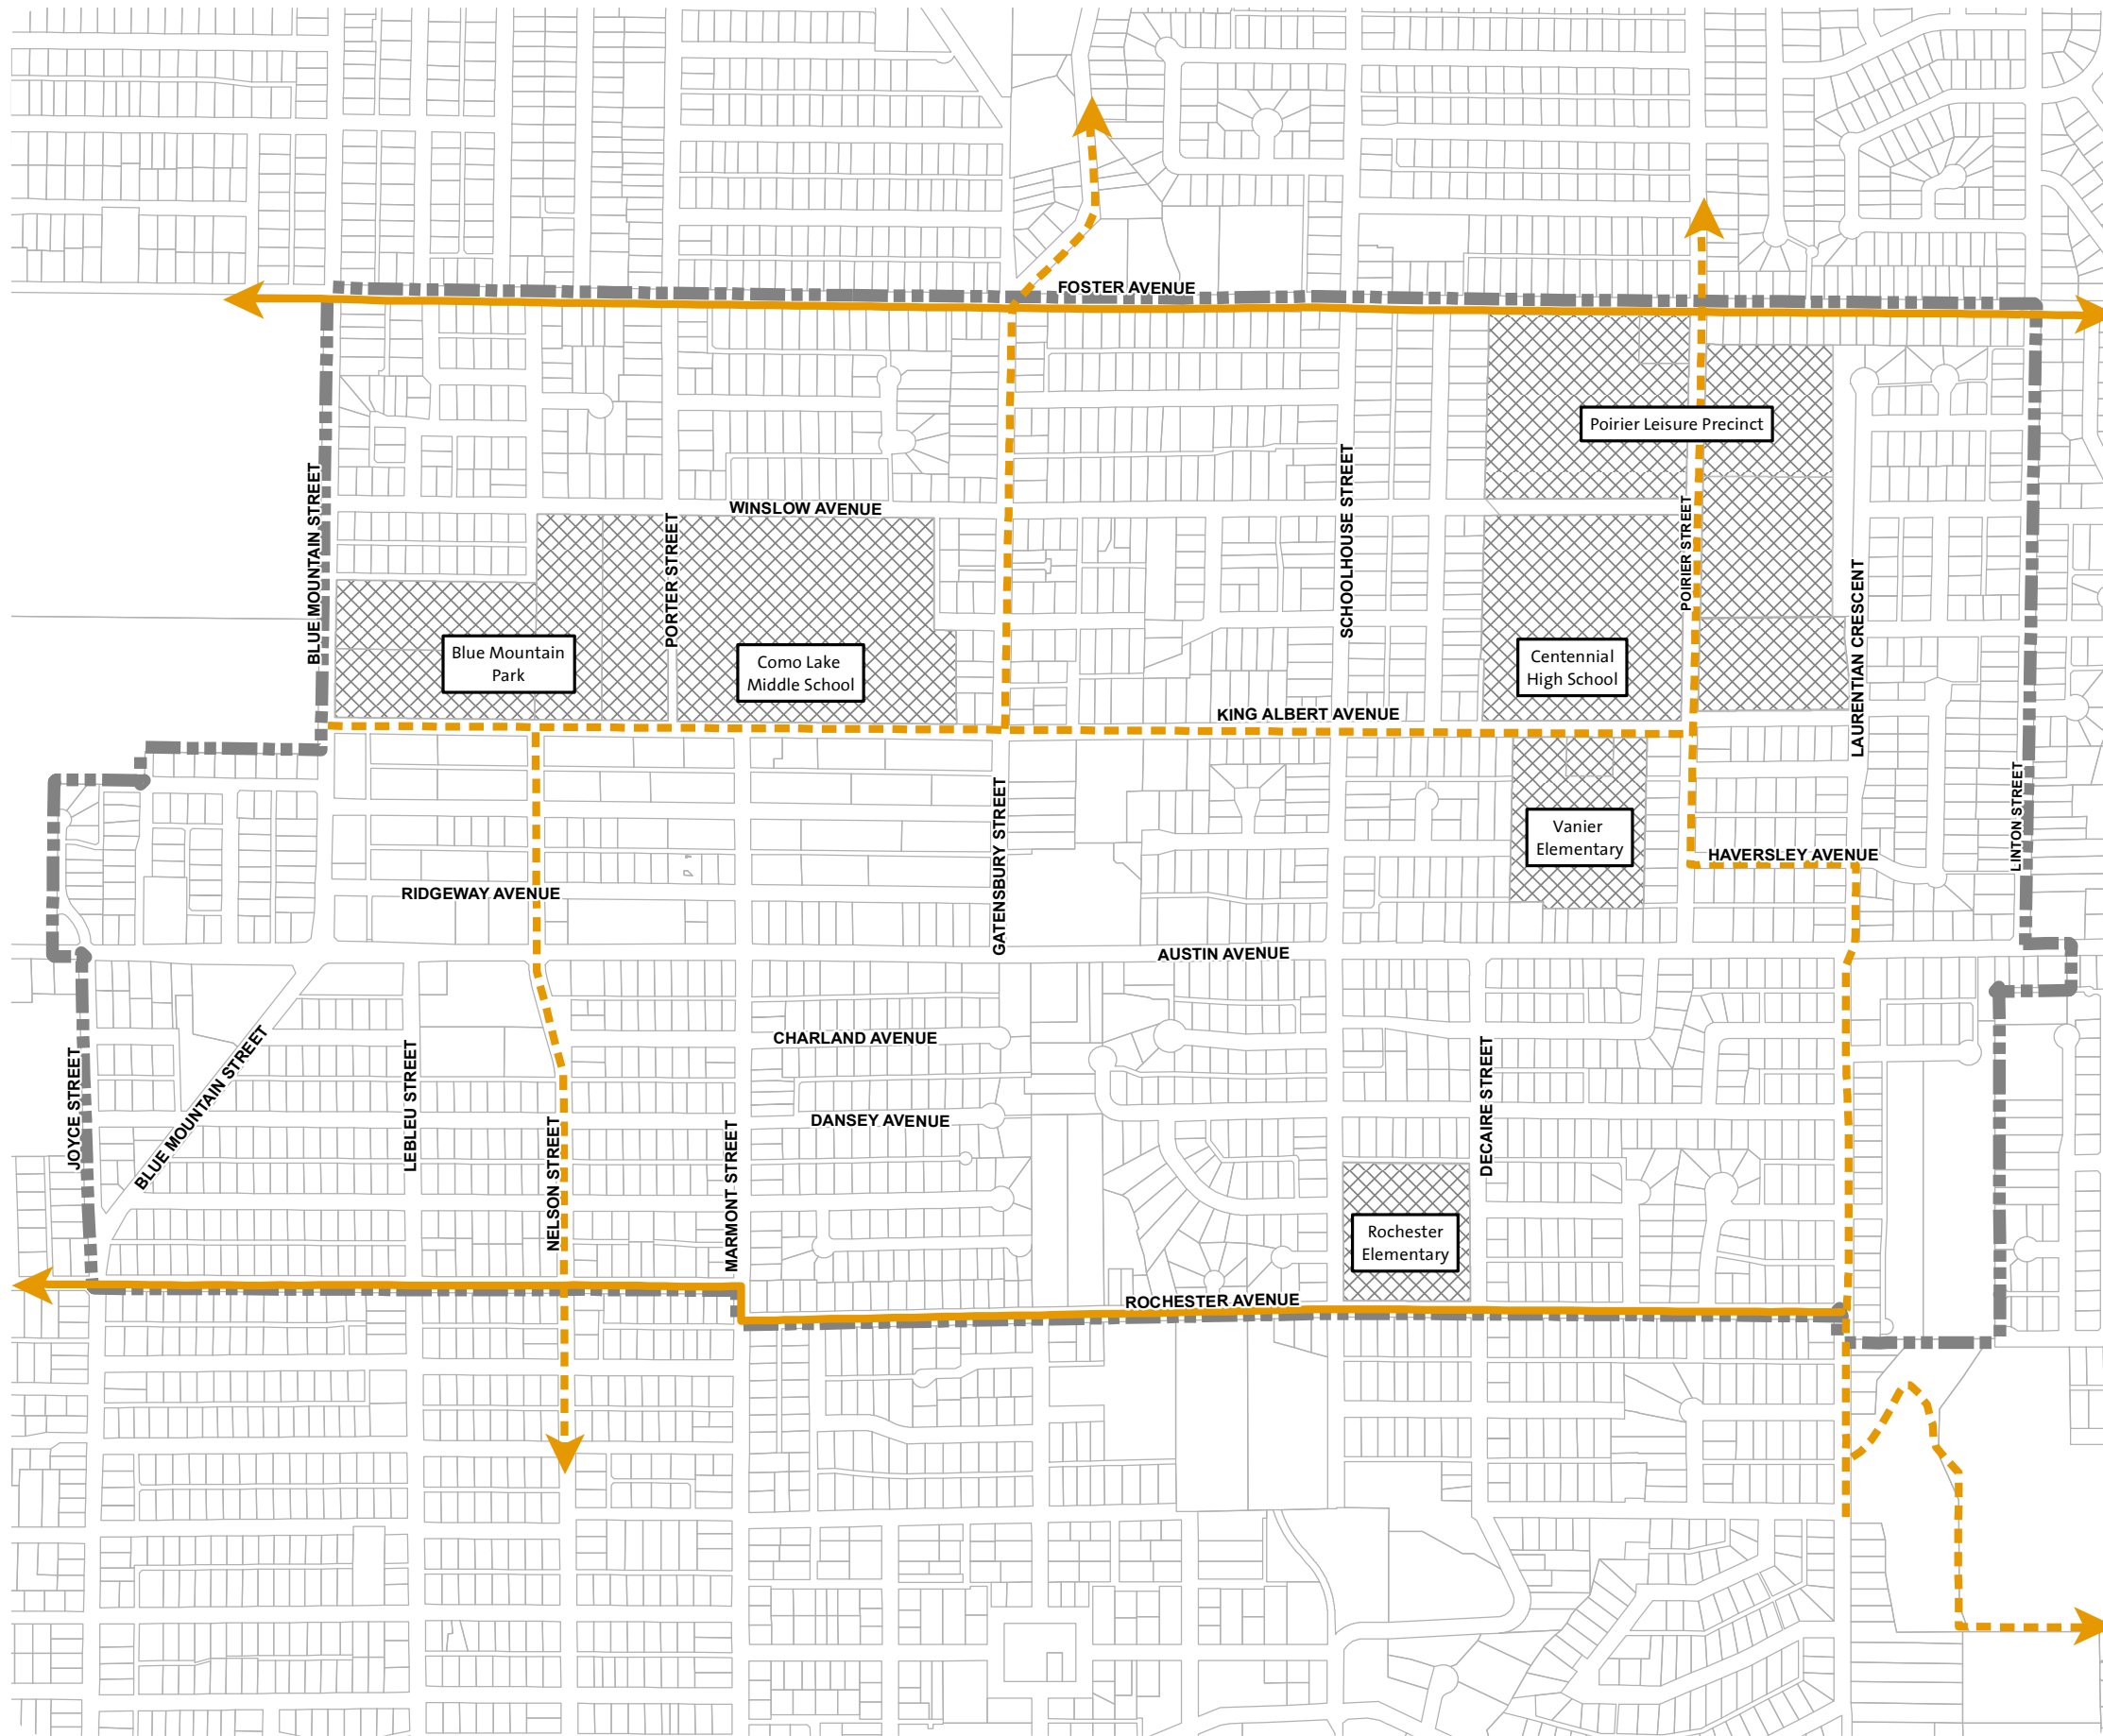 FOSTER AVENUE
Poirier Leisure Precinct
BLUE MOUNTAIN STREET
WINSLOW AVENUE
PORTER STREET
SCHOOLHOUSE STREET
POIRIER STREET
LAURENTIAN CRESCENT
Blue Mountain
Park
Como Lake
Middle School
Centennial
High School
KING ALBERT AVENUE
GATENSBURY STREET
LINTON STREET
Vanier
Elementary
HAVERSLEY AVENUE
RIDGEWAY AVENUE
AUSTIN AVENUE
CHARLAND AVENUE
JOYCE STREET
BLUE MOUNTAIN STREET
LEBLEU STREET
DECAIRE STREET
DANSEY AVENUE
NELSON STREET
MARMONT STREET
Rochester
Elementary
ROCHESTER AVENUE